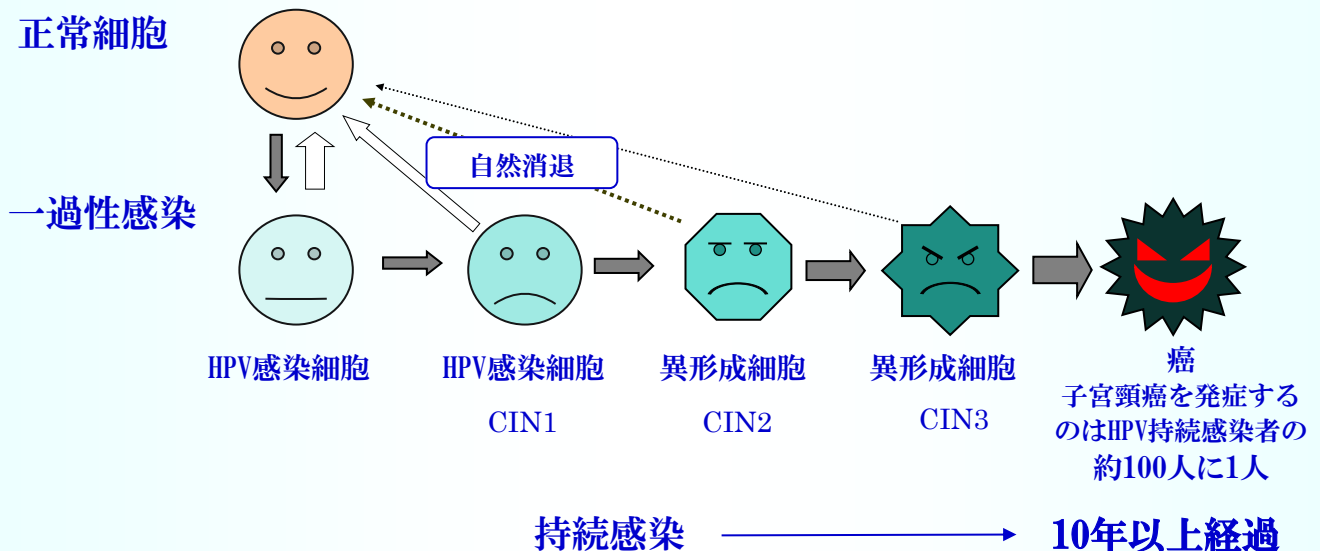 正常細胞
自然消退
一過性感染
HPV感染細胞
HPV感染細胞
異形成細胞
異形成細胞
癌
CIN1
CIN2
CIN3
子宮頸癌を発症する
のはHPV持続感染者の
約100人に1人
持続感染
10年以上経過